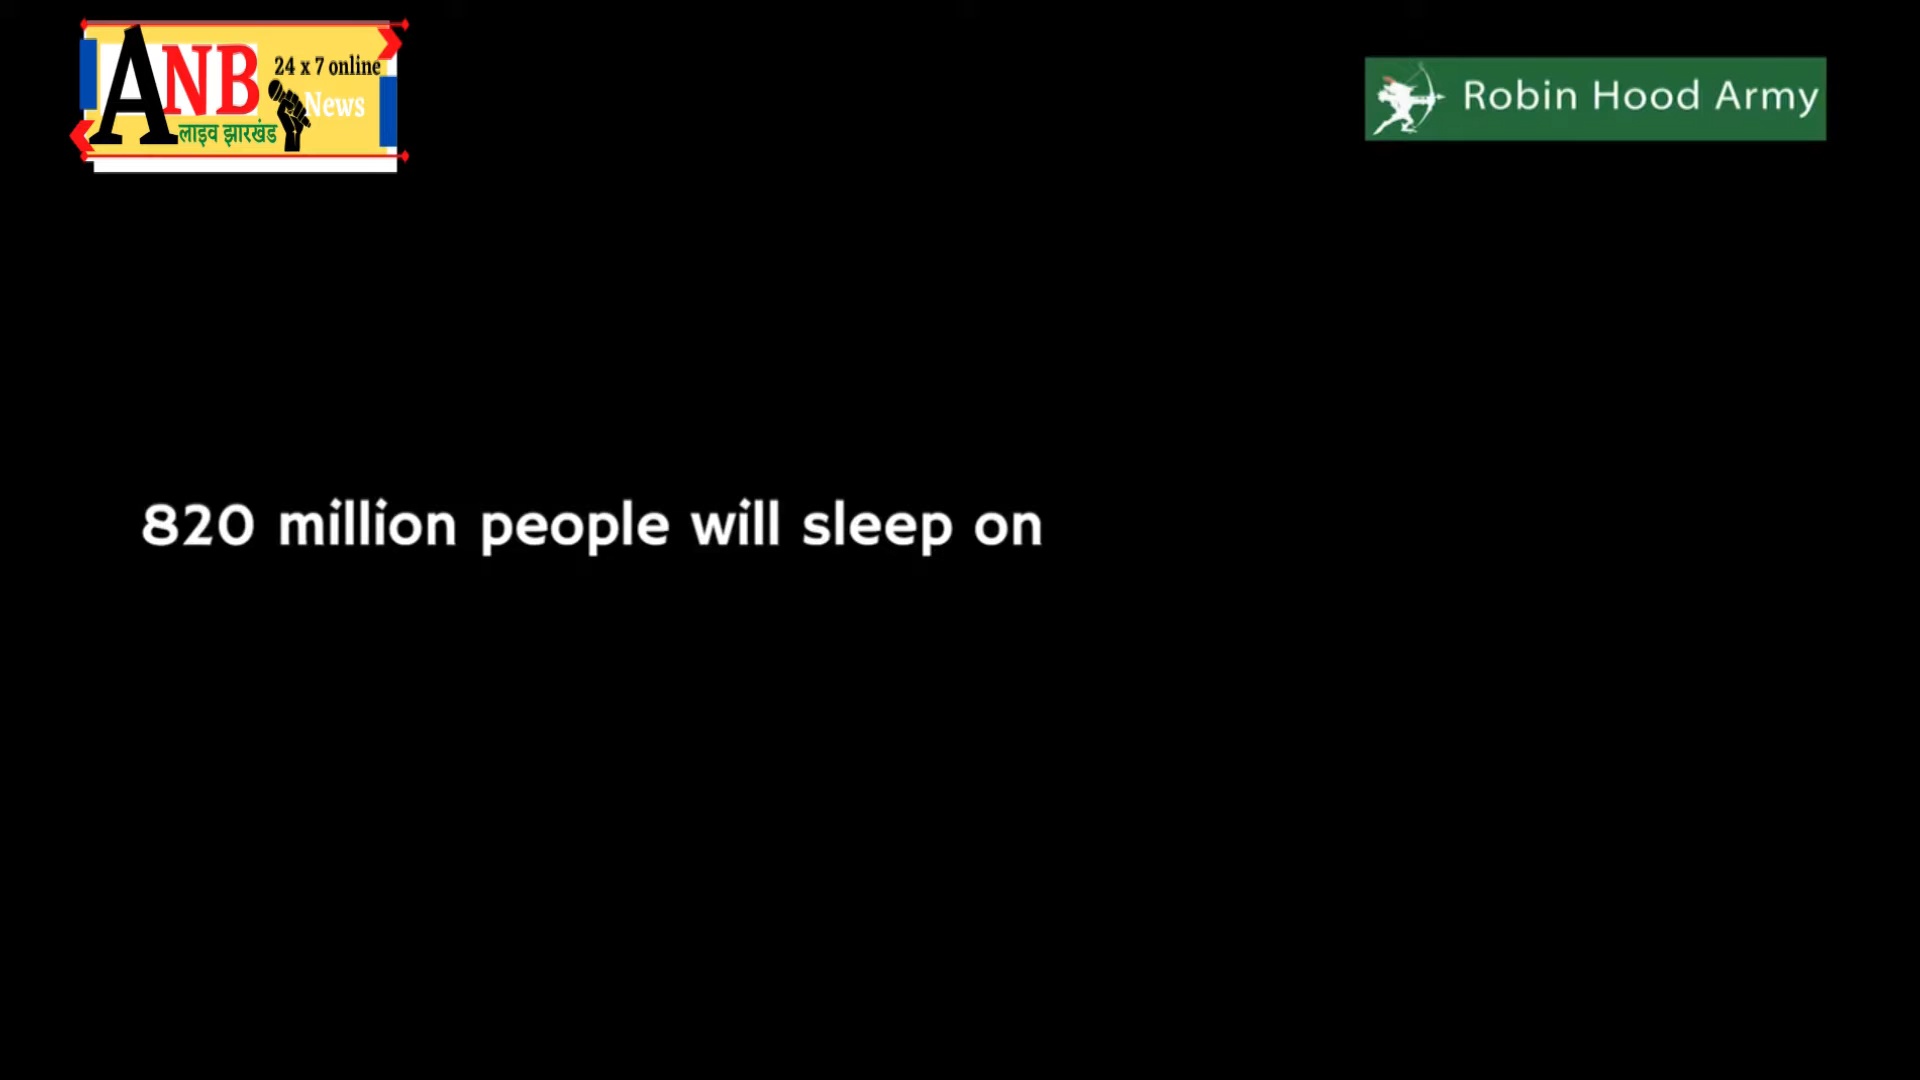 ANB
24 x 7 online
News
लाइव झारखंड
Robin Hood Army
820 million people will sleep on